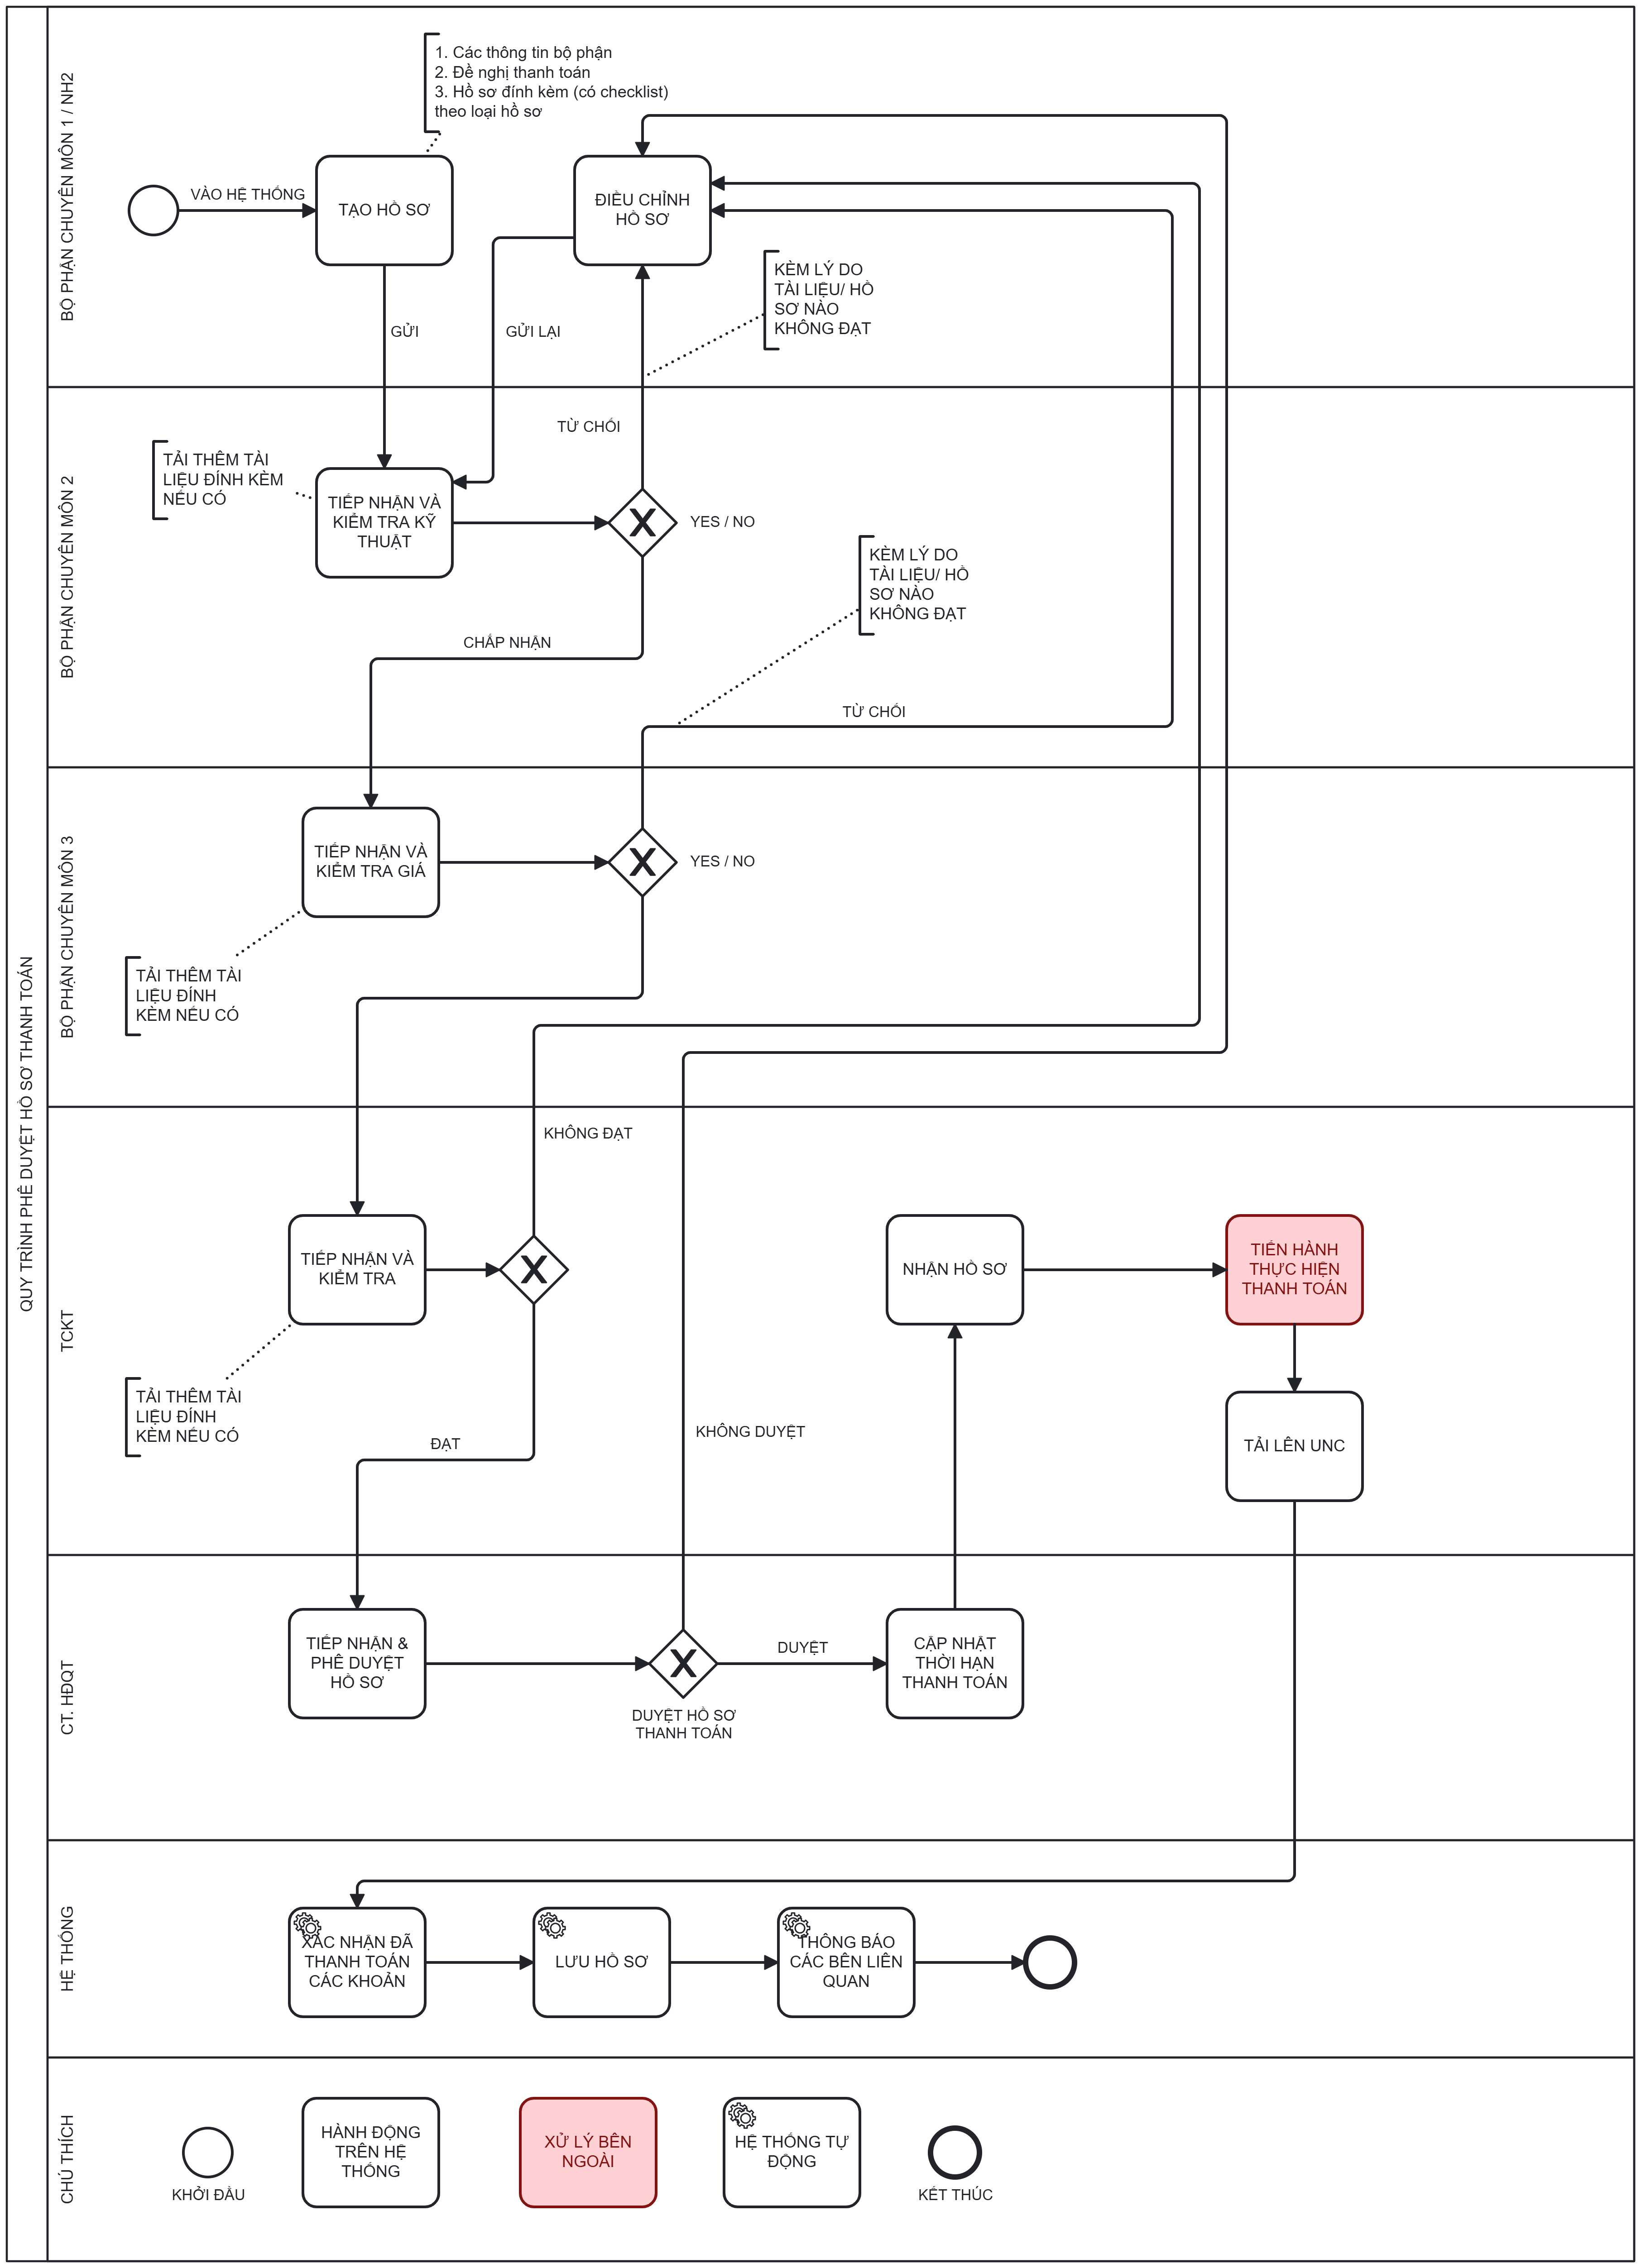 QUY TRÌNH PHÊ DUYỆT HỒ SƠ THANH TOÁN
BỘ PHẬN CHUYÊN MÔN 1 / NH2
1. Các thông tin bộ phận
2. Đề nghị thanh toán
3. Hồ sơ đính kèm (có checklist)
theo loại hồ sơ
VÀO HỆ THỐNG
TẠO HỒ SƠ
ĐIỀU CHỈNH
HỒ SƠ
KÈM LÝ DO
TÀI LIỆU/ HỒ
SƠ NÀO
KHÔNG ĐẠT
GỬI
GỬI LẠI
BỘ PHẬN CHUYÊN MÔN 2
TỪ CHỐI
TẢI THÊM TÀI
LIỆU ĐÍNH KÈM
NẾU CÓ
TIẾP NHẬN VÀ
KIỂM TRA KỸ
THUẬT
YES / NO
KÈM LÝ DO
TÀI LIỆU/ HỒ
SƠ NÀO
KHÔNG ĐẠT
CHẤP NHẬN
TỪ CHỐI
BỘ PHẬN CHUYÊN MÔN 3
TIẾP NHẬN VÀ
KIỂM TRA GIÁ
YES / NO
TẢI THÊM TÀI
LIỆU ĐÍNH
KÈM NẾU CÓ
TCKT
KHÔNG ĐẠT
TIẾP NHẬN VÀ
KIỂM TRA
NHẬN HỒ SƠ
TIẾN HÀNH
THỰC HIỆN
THANH TOÁN
TẢI THÊM TÀI
LIỆU ĐÍNH
KÈM NẾU CÓ
ĐẠT
KHÔNG DUYỆT
TẢI LÊN UNC
CT. HĐQT
TIẾP NHẬN &
PHÊ DUYỆT
HỒ SƠ
DUYỆT HỒ SƠ
THANH TOÁN
DUYỆT
CẬP NHẬT
THỜI HẠN
THANH TOÁN
HỆ THỐNG
XÁC NHẬN ĐÃ
THANH TOÁN
CÁC KHOẢN
LƯU HỒ SƠ
THÔNG BÁO
CÁC BÊN LIÊN
QUAN
CHÚ THÍCH
KHỞI ĐẦU
HÀNH ĐỘNG
TRÊN HỆ
THỐNG
XỬ LÝ BÊN
NGOÀI
HỆ THỐNG TỰ
ĐỘNG
KẾT THÚC